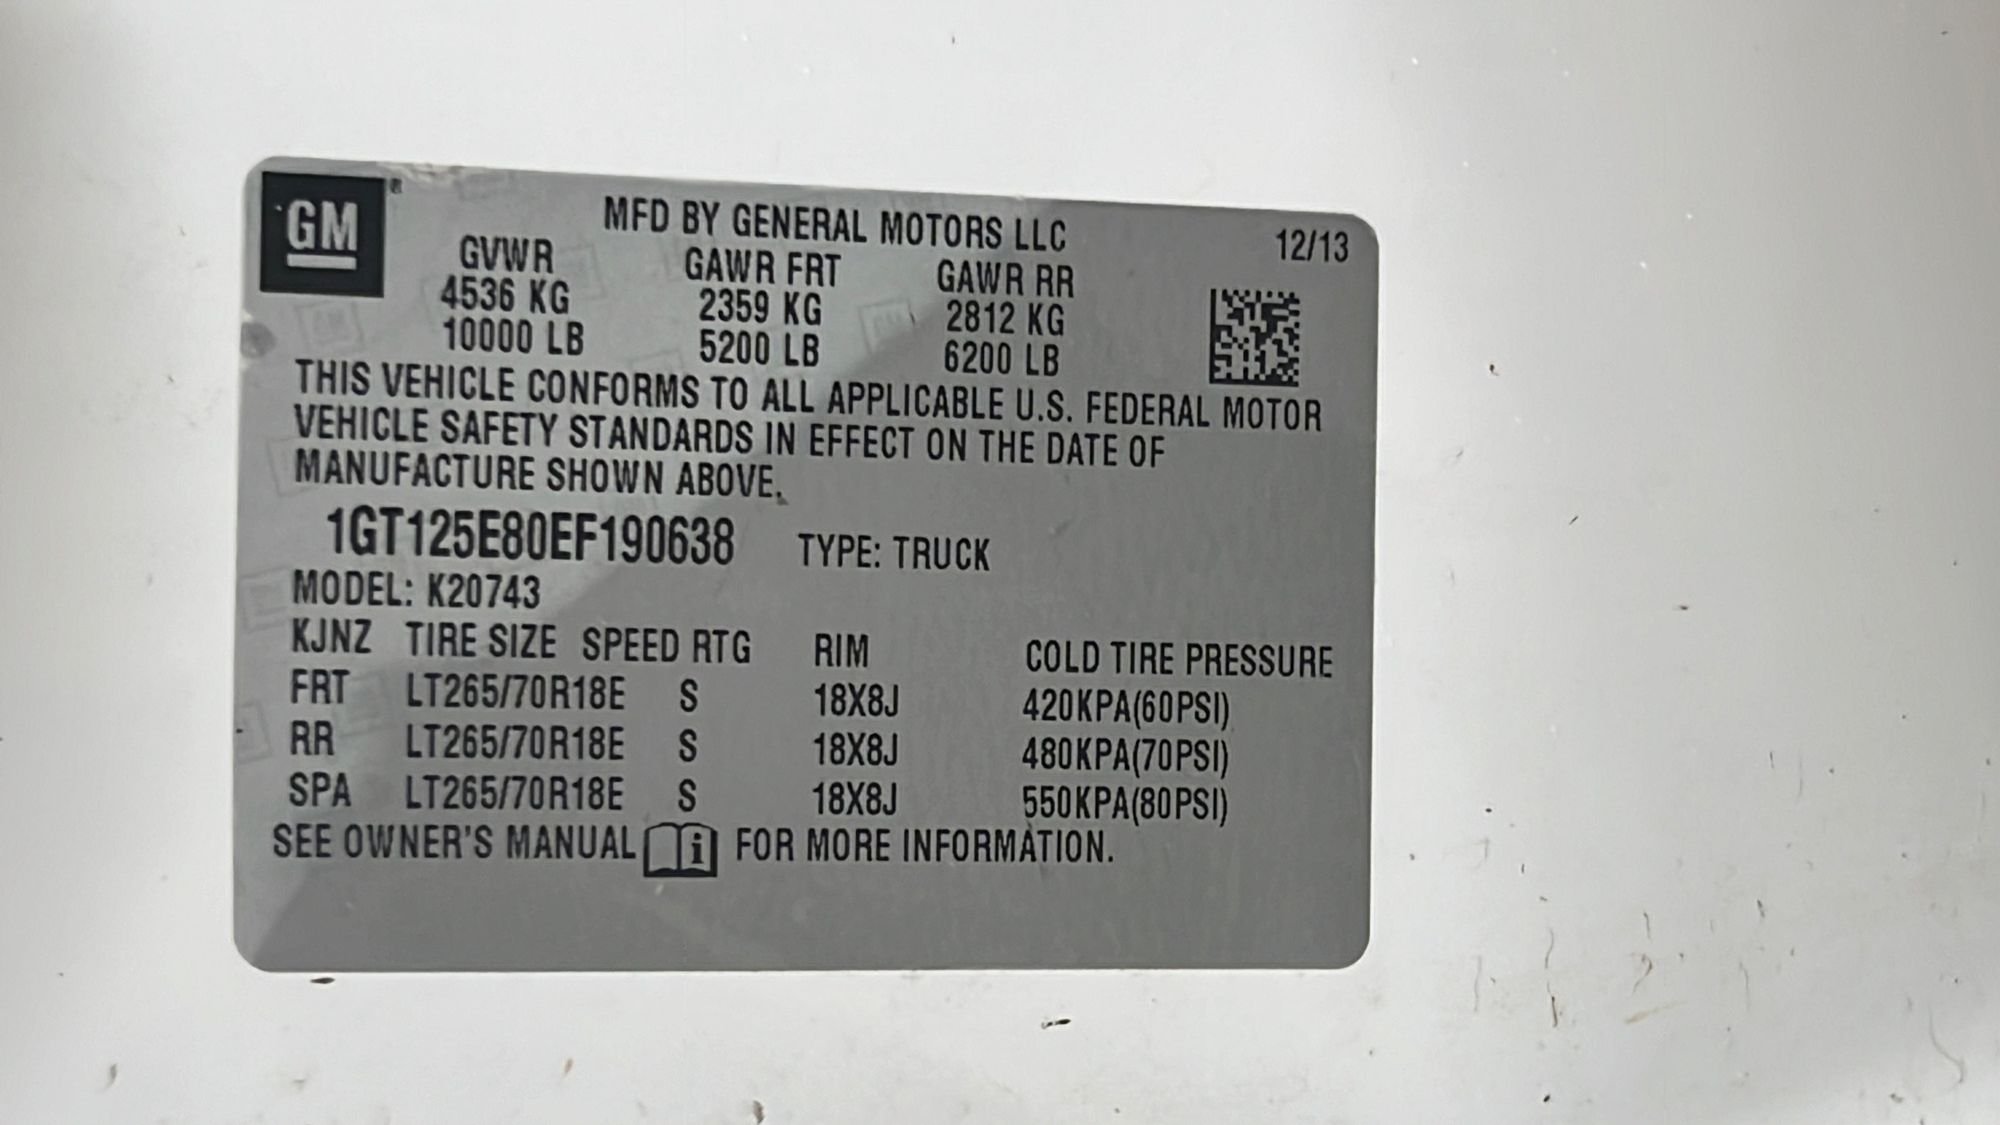 GM ®
MFD BY GENERAL MOTORS LLC 12/13
GVWR GAWR FRT GAWR RR
4536 KG 2359 KG 2812 KG
10000 LB 5200 LB 6200 LB
THIS VEHICLE CONFORMS TO ALL APPLICABLE U.S. FEDERAL MOTOR
VEHICLE SAFETY STANDARDS IN EFFECT ON THE DATE OF
MANUFACTURE SHOWN ABOVE.
1GT125E80EF190638 TYPE: TRUCK
MODEL: K20743
KJNZ TIRE SIZE SPEED RTG RIM COLD TIRE PRESSURE
FRT LT265/70R18E S 18X8J 420KPA(60PSI)
RR LT265/70R18E S 18X8J 480KPA(70PSI)
SPA LT265/70R18E S 18X8J 550KPA(80PSI)
SEE OWNER'S MANUAL i FOR MORE INFORMATION.